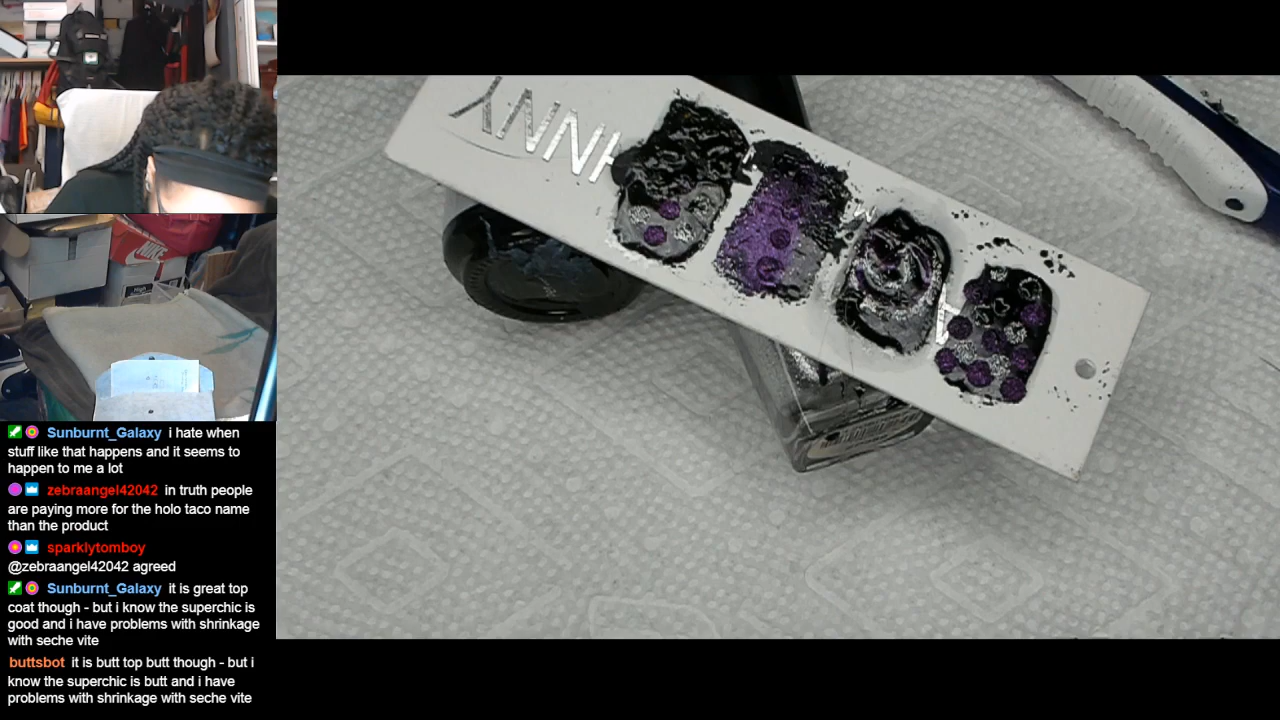 NIKE
Sunburnt_Galaxy i hate when
stuff like that happens and it seems to
happen to me a lot
zebraangel42042 in truth people
are paying more for the holo taco name
than the product
sparklytomboy
@zebraangel42042 agreed
Sunburnt_Galaxy it is great top
coat though - but i know the superchic is
good and i have problems with shrinkage
with seche vite
buttsbot it is butt top butt though - but i
know the superchic is butt and i have
problems with shrinkage with seche vite